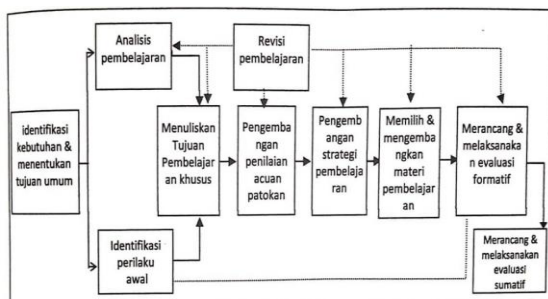 Analisis
pembelajaran
Revisi
pembelajaran
identifikasi
kebutuhan &
menentukan
tujuan umum
Menuliskan
Tujuan
Pembelajar
an khusus
Pengemba
ngan
penilaian
acuan
patokan
Pengemb
angan
strategi
pembelaja
ran
Memilih &
mengemba
ngkan
materi
pembelajar
an
Merancang &
melaksanaka
n evaluasi
formatif
Identifikasi
perilaku
awal
Merancang &
melaksanakan
evaluasi
sumatif